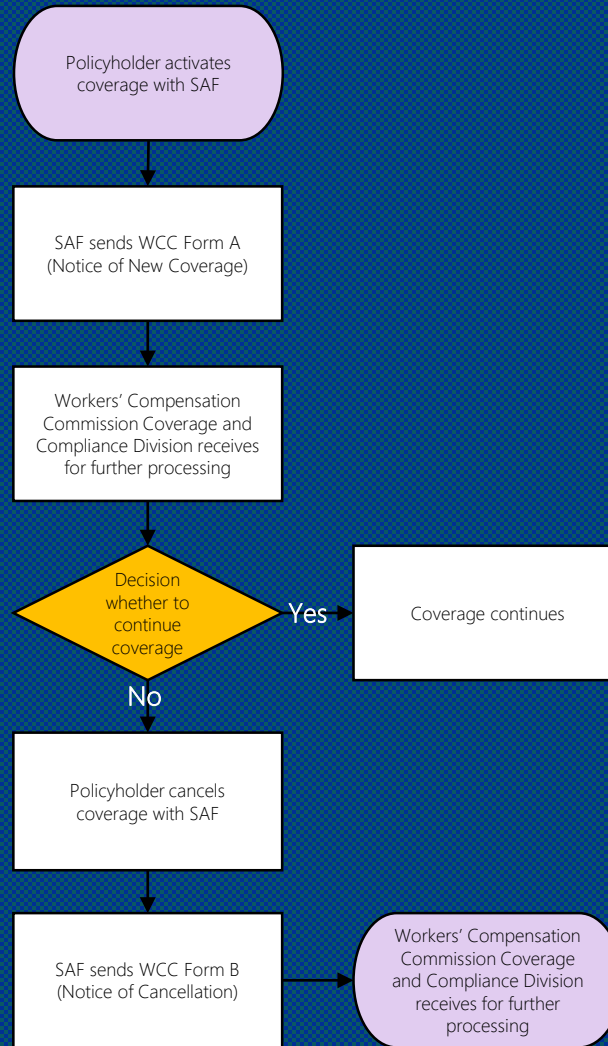 Policyholder activates
coverage with SAF
SAF sends WCC Form A
(Notice of New Coverage)
Workers’ Compensation
Commission Coverage and
Compliance Division receives
for further processing
Decision
whether to
continue
coverage
Yes
Coverage continues
No
Policyholder cancels
coverage with SAF
SAF sends WCC Form B
(Notice of Cancellation)
Workers’ Compensation
Commission Coverage
and Compliance Division
receives for further
processing